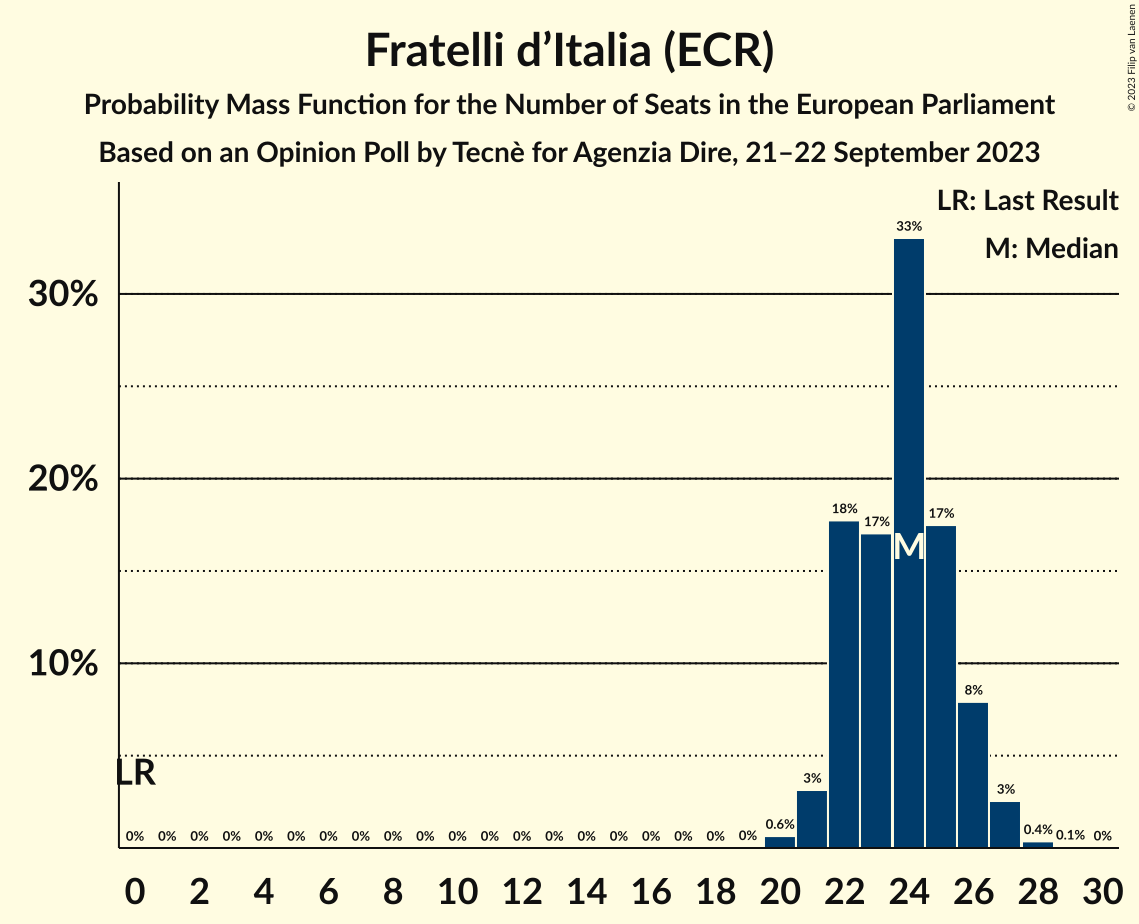 Fratelli d’Italia (ECR)
Probability Mass Function for the Number of Seats in the European Parliament
Based on an Opinion Poll by Tecnè for Agenzia Dire, 21–22 September 2023
© 2023 Filip van Laenen
LR: Last Result
M: Median
30%
20%
10%
33%
18%
17%
17%
M
8%
LR
3%
3%
0% 0% 0% 0% 0% 0% 0% 0% 0% 0% 0% 0% 0% 0% 0% 0% 0% 0% 0% 0% 0.6% 0.4% 0.1% 0%
0 2 4 6 8 10 12 14 16 18 20 22 24 26 28 30